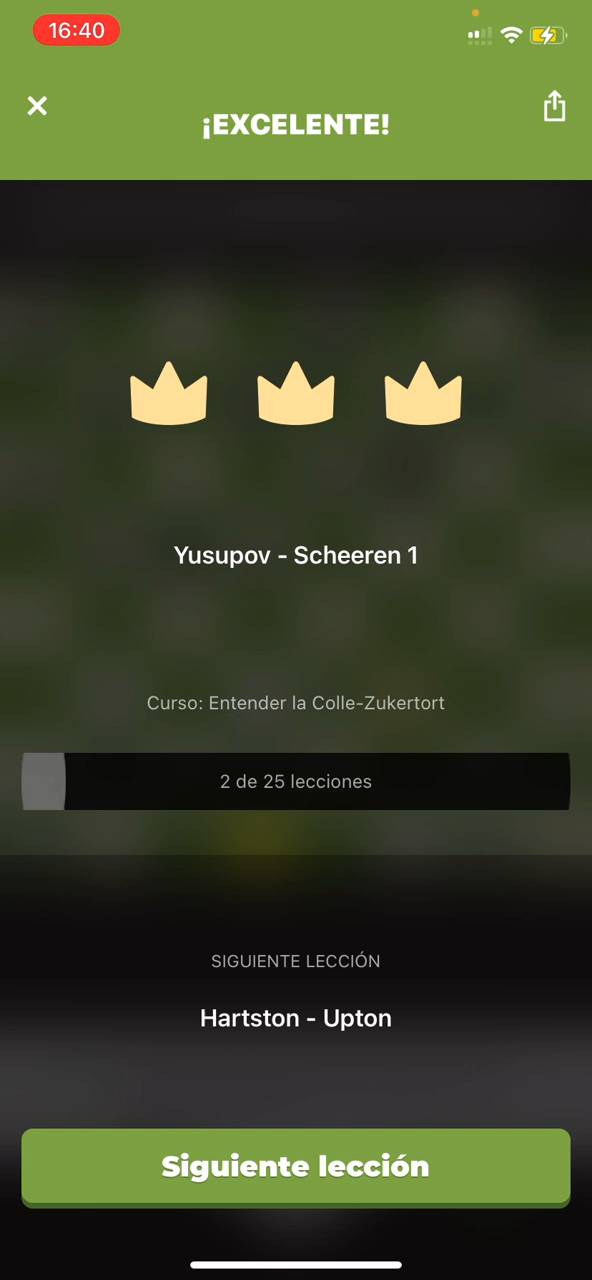 16:40
¡EXCELENTE!
Yusupov - Scheeren 1
Curso: Entender la Colle-Zukertort
2 de 25 lecciones
SIGUIENTE LECCIÓN
Hartston - Upton
Siguiente lección